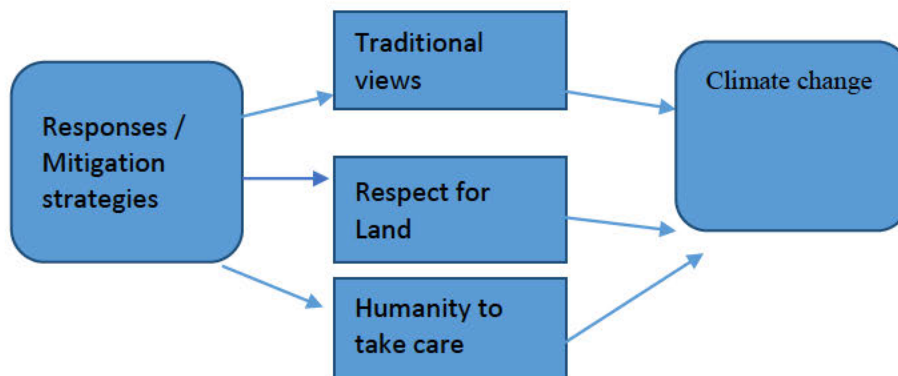 Responses /
Mitigation
strategies
Traditional
views
Respect for
Land
Humanity to
take care
Climate change